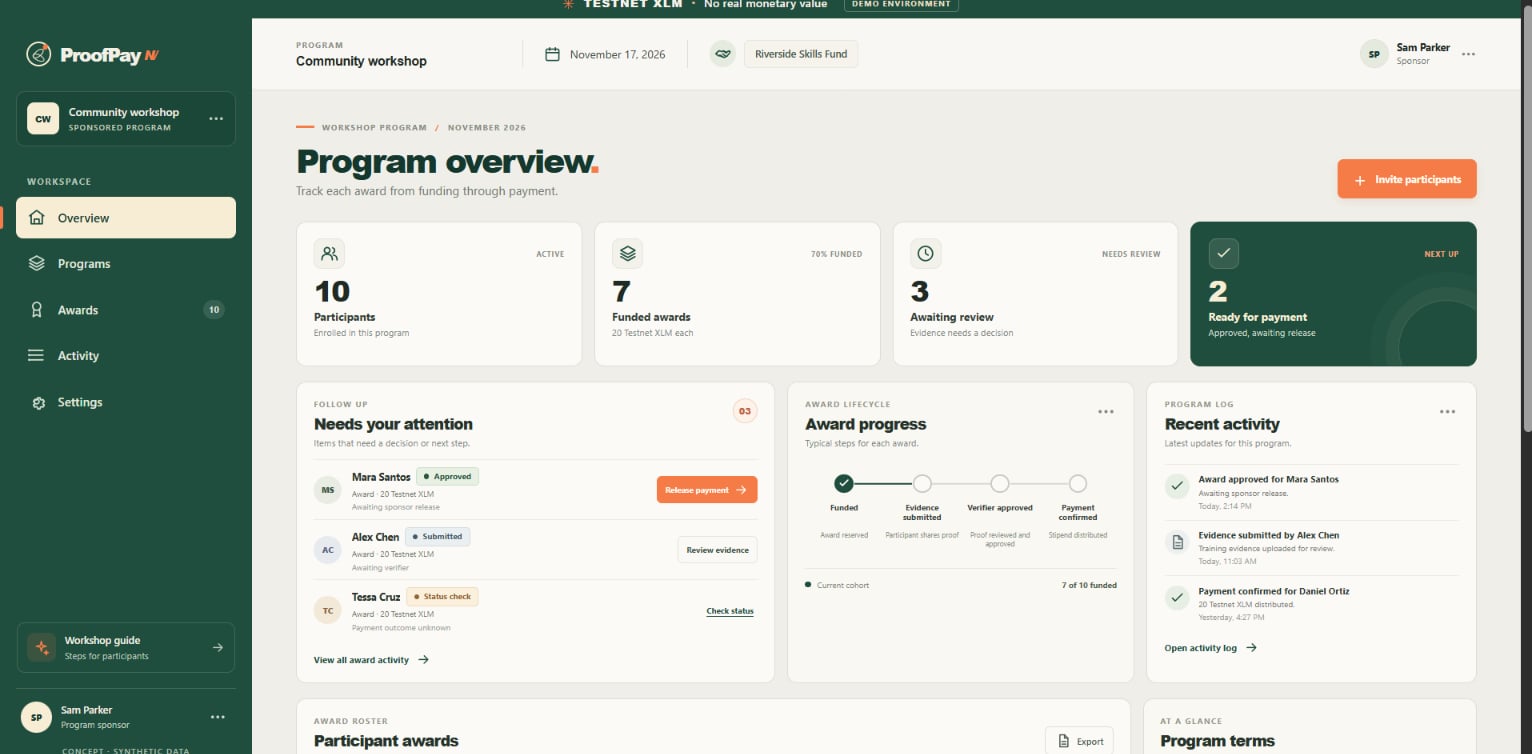 TESTNET XLM · No real monetary value DEMO ENVIRONMENT
ProofPay
CW
Community workshop
SPONSORED PROGRAM
WORKSPACE
Overview
Programs
Awards 10
Activity
Settings
Workshop guide
Steps for participants
SP
Sam Parker
Program sponsor
CONCEPT · SYNTHETIC DATA
PROGRAM
Community workshop
November 17, 2026
Riverside Skills Fund
SP
Sam Parker
Sponsor
WORKSHOP PROGRAM / NOVEMBER 2026
Program overview.
Track each award from funding through payment.
+ Invite participants
ACTIVE
10
Participants
Enrolled in this program
70% FUNDED
7
Funded awards
20 Testnet XLM each
NEEDS REVIEW
3
Awaiting review
Evidence needs a decision
NEXT UP
2
Ready for payment
Approved, awaiting release
FOLLOW UP
03
Needs your attention
Items that need a decision or next step.
MS
Mara Santos Approved
Award · 20 Testnet XLM
Awaiting sponsor release
Release payment
AC
Alex Chen Submitted
Award · 20 Testnet XLM
Awaiting verifier
Review evidence
TC
Tessa Cruz Status check
Award · 20 Testnet XLM
Payment outcome unknown
Check status
View all award activity
AWARD LIFECYCLE
Award progress
Typical steps for each award.
Funded
Award reserved
Evidence
submitted
Participant shares proof
Verifier approved
Proof reviewed and
approved
Payment
confirmed
Stipend distributed
Current cohort
7 of 10 funded
PROGRAM LOG
Recent activity
Latest updates for this program.
Award approved for Mara Santos
Awaiting sponsor release.
Today, 2:14 PM
Evidence submitted by Alex Chen
Training evidence uploaded for review.
Today, 11:03 AM
Payment confirmed for Daniel Ortiz
20 Testnet XLM distributed.
Yesterday, 4:27 PM
Open activity log
AWARD ROSTER
Participant awards
Export
AT A GLANCE
Program terms